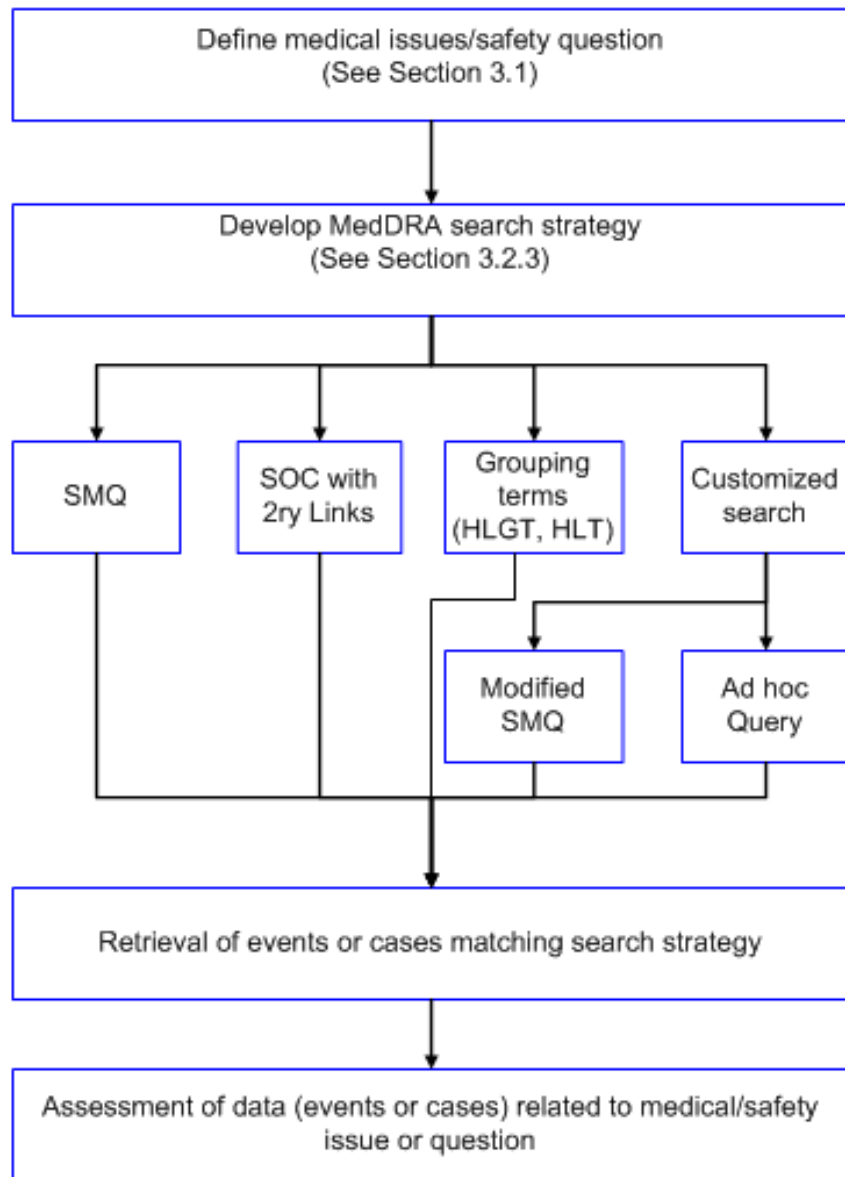 Define medical issues/safety question
(See Section 3.1)
Develop MedDRA search strategy
(See Section 3.2.3)
SMQ
SOC with
2ry Links
Grouping
terms
(HLGT, HLT)
Customized
search
Modified
SMQ
Ad hoc
Query
Retrieval of events or cases matching search strategy
Assessment of data (events or cases) related to medical/safety
issue or question